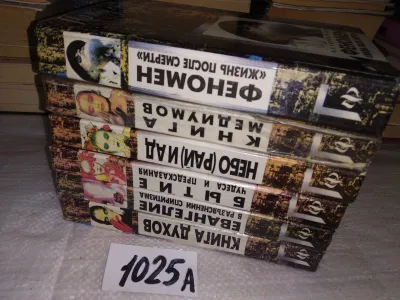 ФЕНОМЕН
«ЖИЗНЬ ПОСЛЕ СМЕРТИ»
КНИГА
МЕДИУМОВ
НЕБО (РАЙ) И АД
БЫТИЕ
ЧУДЕСА И ПРЕДСКАЗАНИЯ
ЕВАНГЕЛИЕ
В РАЗЪЯСНЕНИИ СПИРИТИЗМА
КНИГА ДУХОВ
1025А